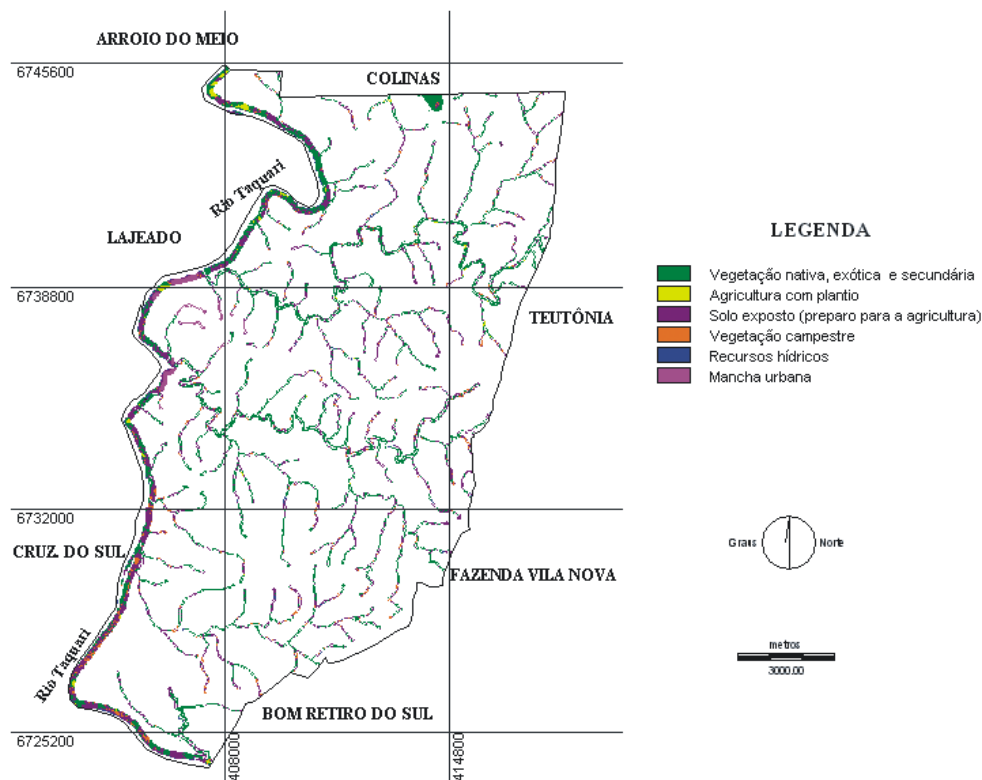 ARROIO DO MEIO
6745600
COLINAS
Rio Taquari
LAJEADO
LEGENDA
Vegetação nativa, exótica e secundária
6738800
Agricultura com plantio
TEUTÔNIA
Solo exposto (preparo para a agricultura)
Vegetação campestre
Recursos hídricos
Mancha urbana
6732000
CRUZ. DO SUL
Graus
Norte
FAZENDA VILA NOVA
Rio Taquari
metros
3000.00
BOM RETIRO DO SUL
6725200
408000
414800